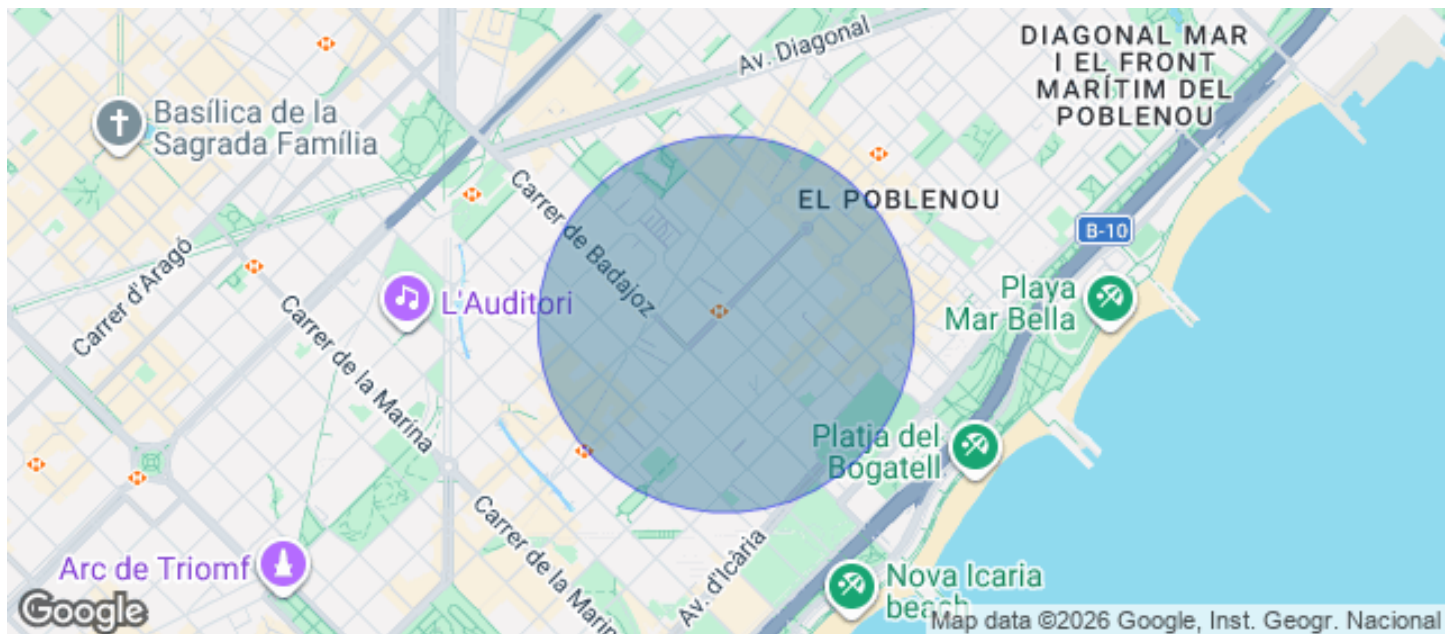 Av. Diagonal
DIAGONAL MAR
I EL FRONT
MARÍTIM DEL
POBLENOU
Basílica de la
Sagrada Família
Carrer de Badajoz
EL POBLENOU
B-10
Carrer d'Aragó
L'Auditori
Playa
Mar Bella
Carrer de la Marina
Platja del
Bogatell
Carrer de la Marina
Arc de Triomf
Av. d'Icària
Nova Icaria
beach
Google
Map data ©2026 Google, Inst. Geogr. Nacional